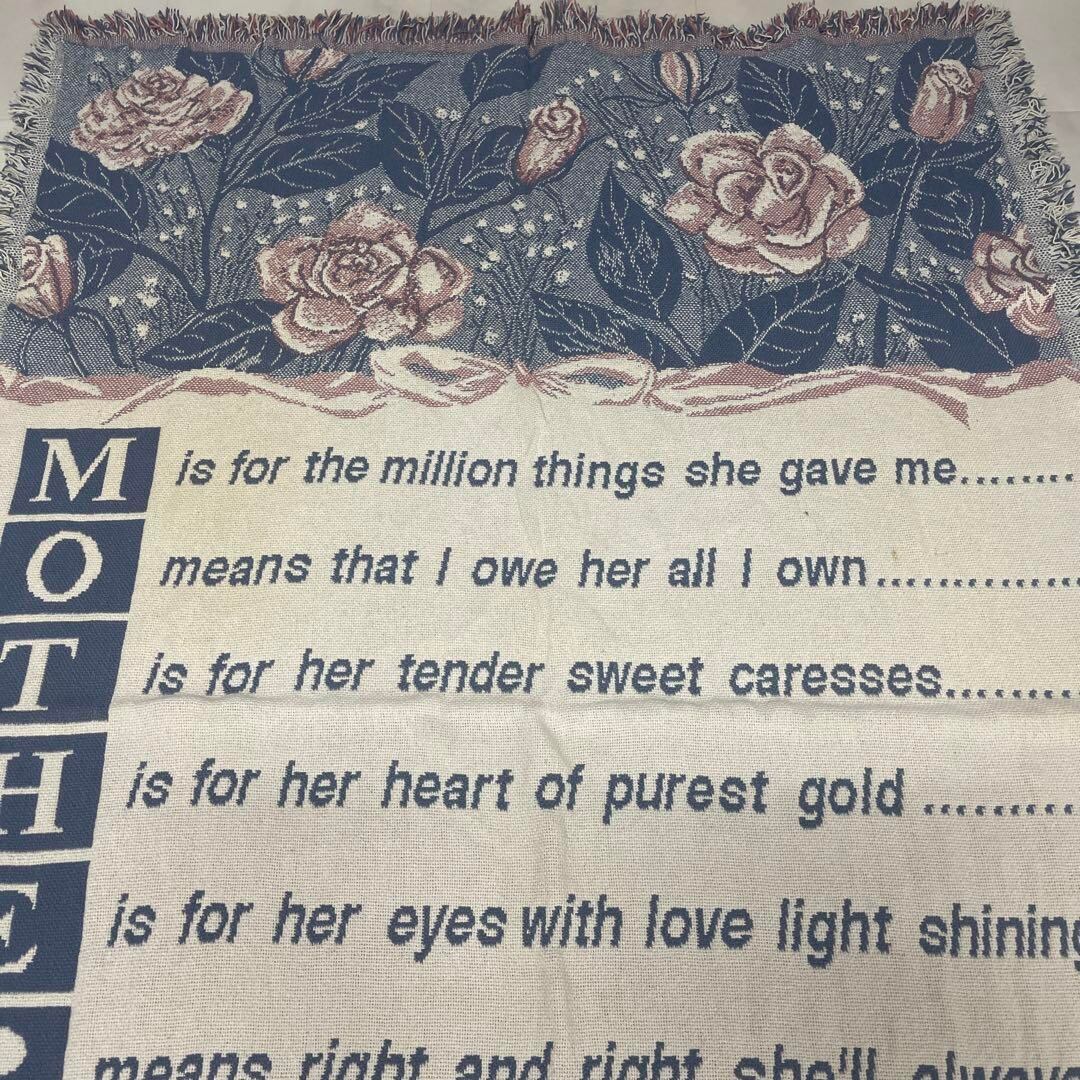 M is for the million things she gave me........
O means that I owe her all I own..............
T is for her tender sweet caresses........
H is for her heart of purest gold ..........
E is for her eyes with love light shining
means right and right she'll always